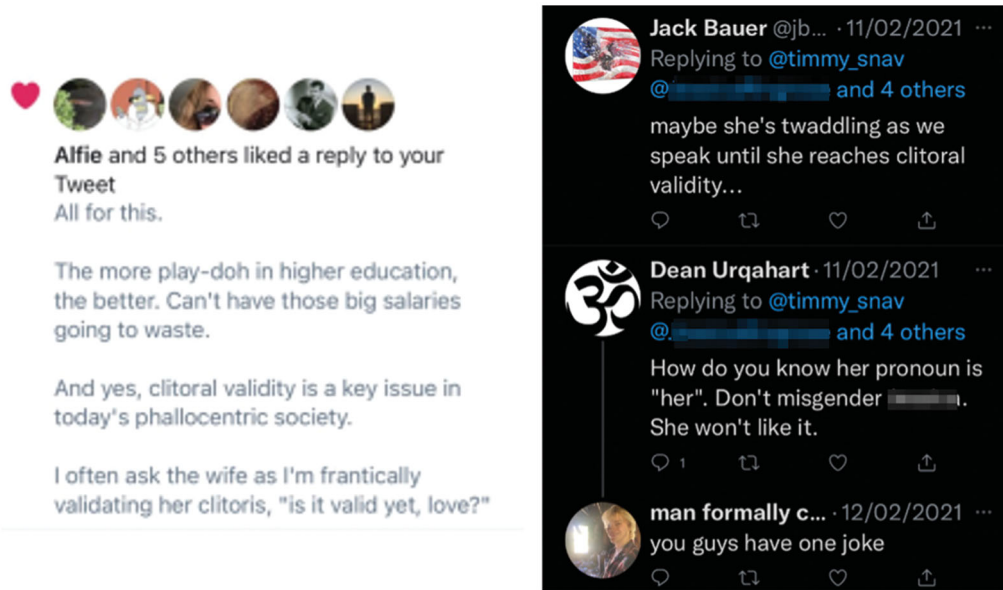 Alfie and 5 others liked a reply to your
Tweet
All for this.
The more play-doh in higher education,
the better. Can't have those big salaries
going to waste.
And yes, clitoral validity is a key issue in
today's phallocentric society.
I often ask the wife as I'm frantically
validating her clitoris, "is it valid yet, love?"
Jack Bauer @jb... · 11/02/2021 ···
Replying to @timmy_snav
@ and 4 others
maybe she's twaddling as we
speak until she reaches clitoral
validity...
Dean Urqahart · 11/02/2021 ···
Replying to @timmy_snav
@ and 4 others
How do you know her pronoun is
"her". Don't misgender .
She won't like it.
1
man formally c... · 12/02/2021 ···
you guys have one joke